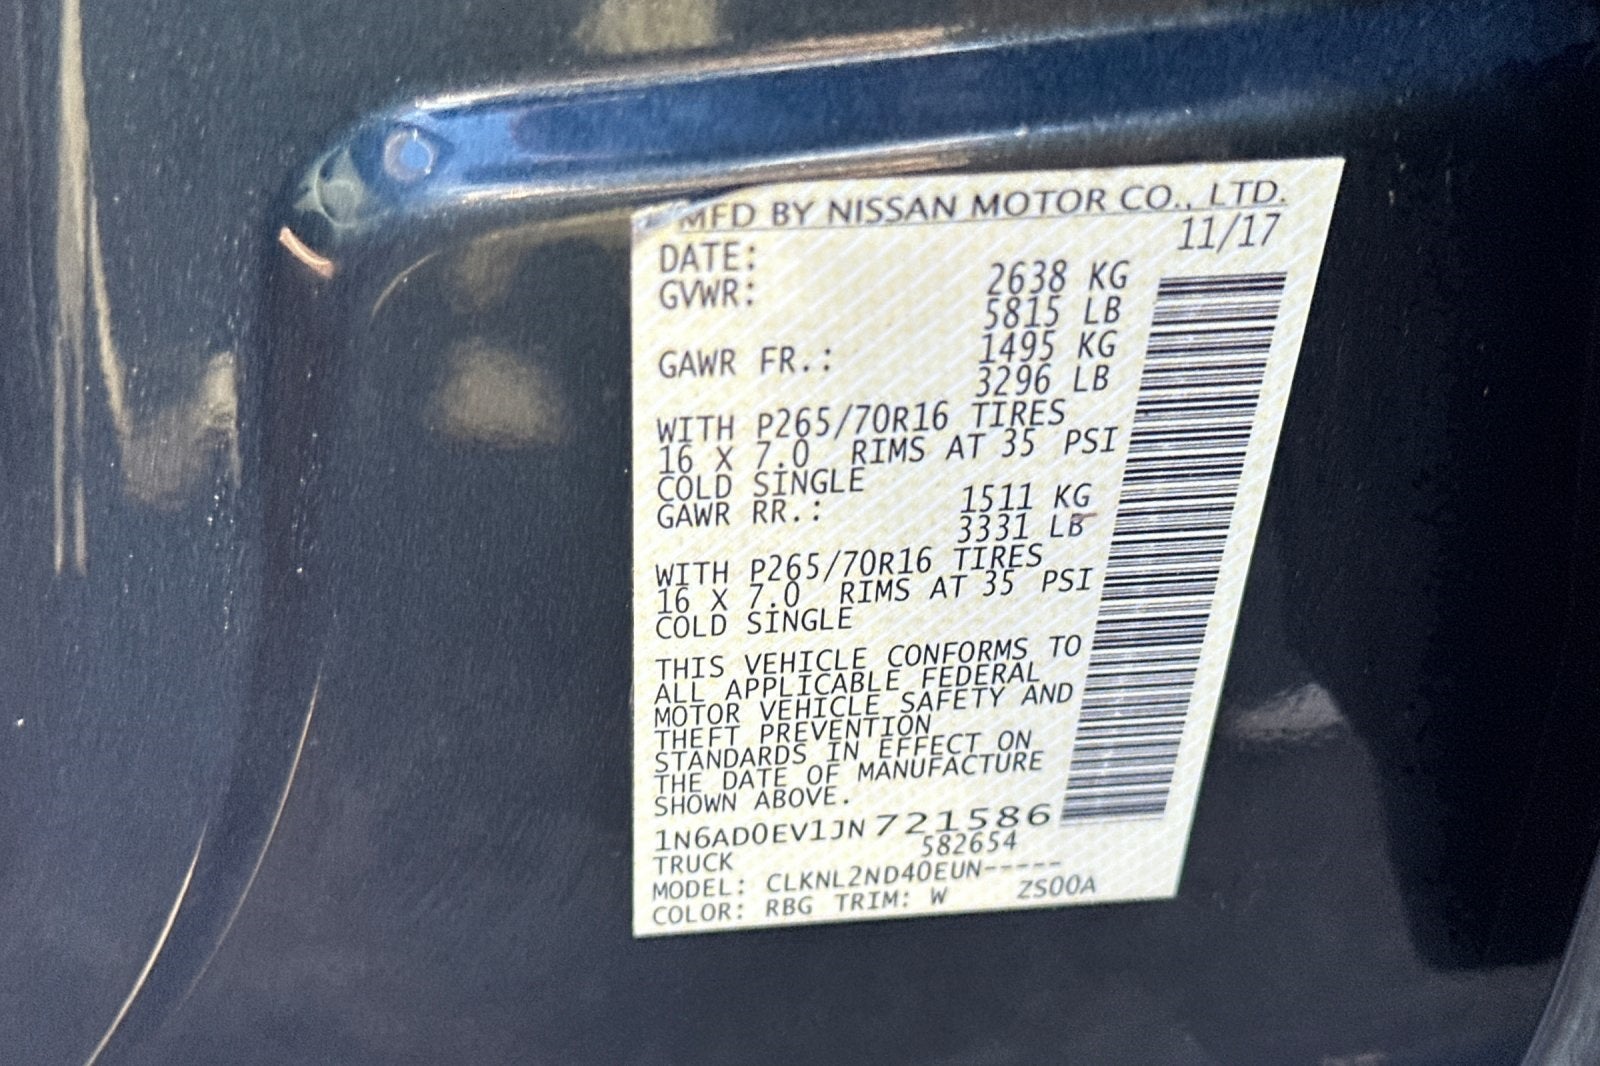 MFD BY NISSAN MOTOR CO., LTD.
DATE: 11/17
GVWR: 2638 KG
5815 LB
GAWR FR.: 1495 KG
3296 LB
WITH P265/70R16 TIRES
16 X 7.0 RIMS AT 35 PSI
COLD SINGLE
GAWR RR.: 1511 KG
3331 LB
WITH P265/70R16 TIRES
16 X 7.0 RIMS AT 35 PSI
COLD SINGLE
THIS VEHICLE CONFORMS TO
ALL APPLICABLE FEDERAL
MOTOR VEHICLE SAFETY AND
THEFT PREVENTION
STANDARDS IN EFFECT ON
THE DATE OF MANUFACTURE
SHOWN ABOVE.
1N6AD0EV1JN721586
TRUCK 582654
MODEL: CLKNL2ND40EUN-----
COLOR: RBG TRIM: W ZS00A